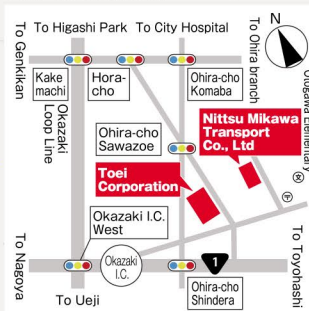 To Genkikan
To Higashi Park
To City Hospital
To Ohira branch
N
Otogawa Elementary
Kake
machi
Hora-
cho
Ohira-cho
Komaba
Okazaki
Loop Line
Ohira-cho
Sawazoe
Nittsu Mikawa
Transport
Co., Ltd
Toei
Corporation
Okazaki I.C.
West
Okazaki
I.C.
1
To Nagoya
To Ueji
Ohira-cho
Shindera
To Toyohashi